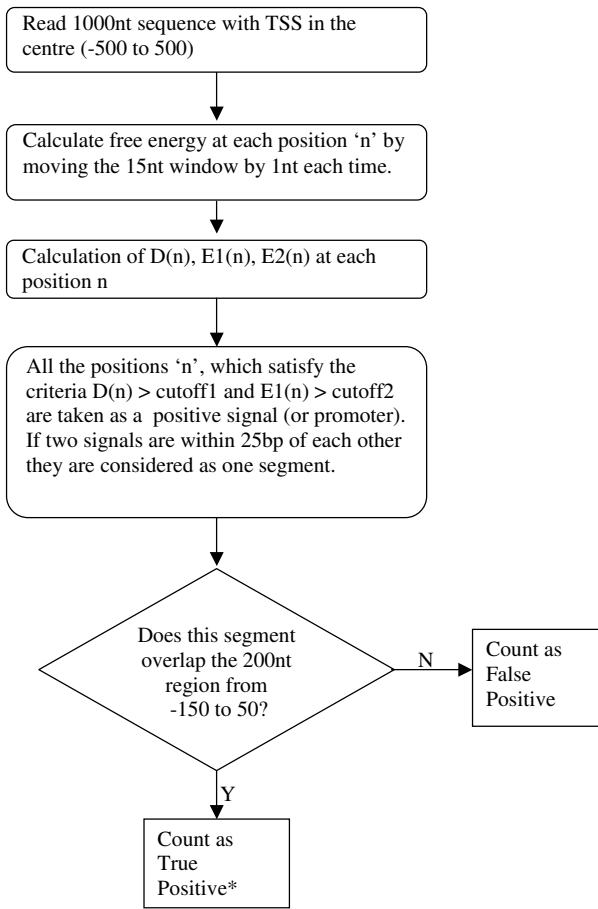 Read 1000nt sequence with TSS in the
centre (-500 to 500)
Calculate free energy at each position ‘n’ by
moving the 15nt window by 1nt each time.
Calculation of D(n), E1(n), E2(n) at each
position n
All the positions ‘n’, which satisfy the
criteria D(n) > cutoff1 and E1(n) > cutoff2
are taken as a positive signal (or promoter).
If two signals are within 25bp of each other
they are considered as one segment.
Does this segment
overlap the 200nt
region from
-150 to 50?
N
Count as
False
Positive
Y
Count as
True
Positive*